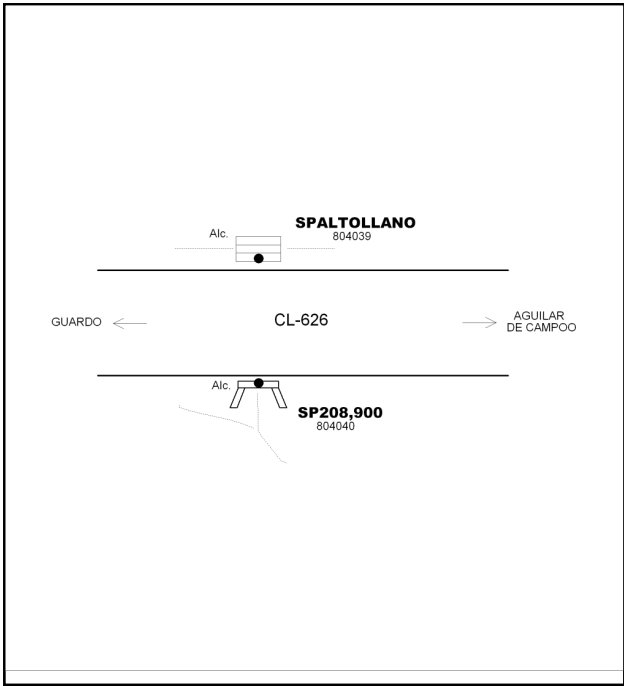 SPALTOLLANO
Alc.
804039
GUARDO
CL-626
AGUILAR
DE CAMPOO
Alc.
SP208,900
804040